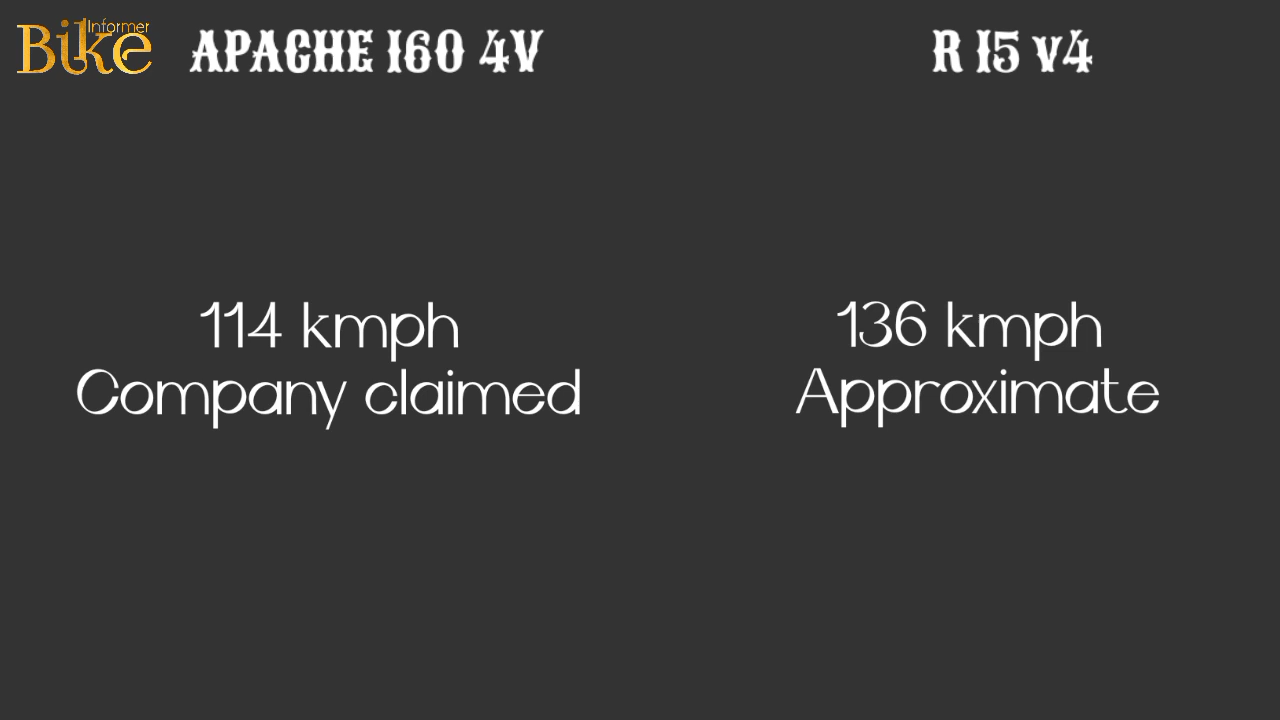 Bike Informer
APACHE 160 4V
R 15 v4
114 kmph
Company claimed
136 kmph
Approximate